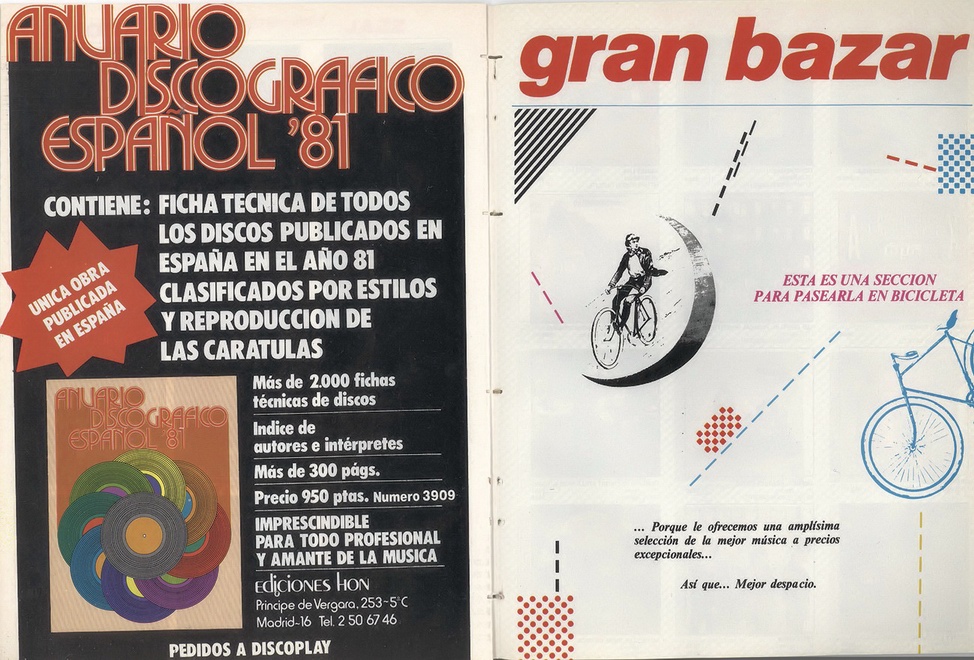 ANUARIO
DISCOGRAFICO
ESPAÑOL '81
CONTIENE: FICHA TECNICA DE TODOS
LOS DISCOS PUBLICADOS EN
ESPAÑA EN EL AÑO 81
CLASIFICADOS POR ESTILOS
Y REPRODUCCION DE
LAS CARATULAS
UNICA OBRA
PUBLICADA
EN ESPAÑA
ANUARIO
DISCOGRAFICO
ESPAÑOL '81
Más de 2.000 fichas
técnicas de discos
Indice de
autores e intérpretes
Más de 300 págs.
Precio 950 ptas. Numero 3909
IMPRESCINDIBLE
PARA TODO PROFESIONAL
Y AMANTE DE LA MUSICA
EDICIONES HON
Principe de Vergara, 253-5°C
Madrid-16 Tel. 2 50 67 46
PEDIDOS A DISCOPLAY
gran bazar
ESTA ES UNA SECCION
PARA PASEARLA EN BICICLETA
... Porque le ofrecemos una amplísima
selección de la mejor música a precios
excepcionales...
Así que... Mejor despacio.